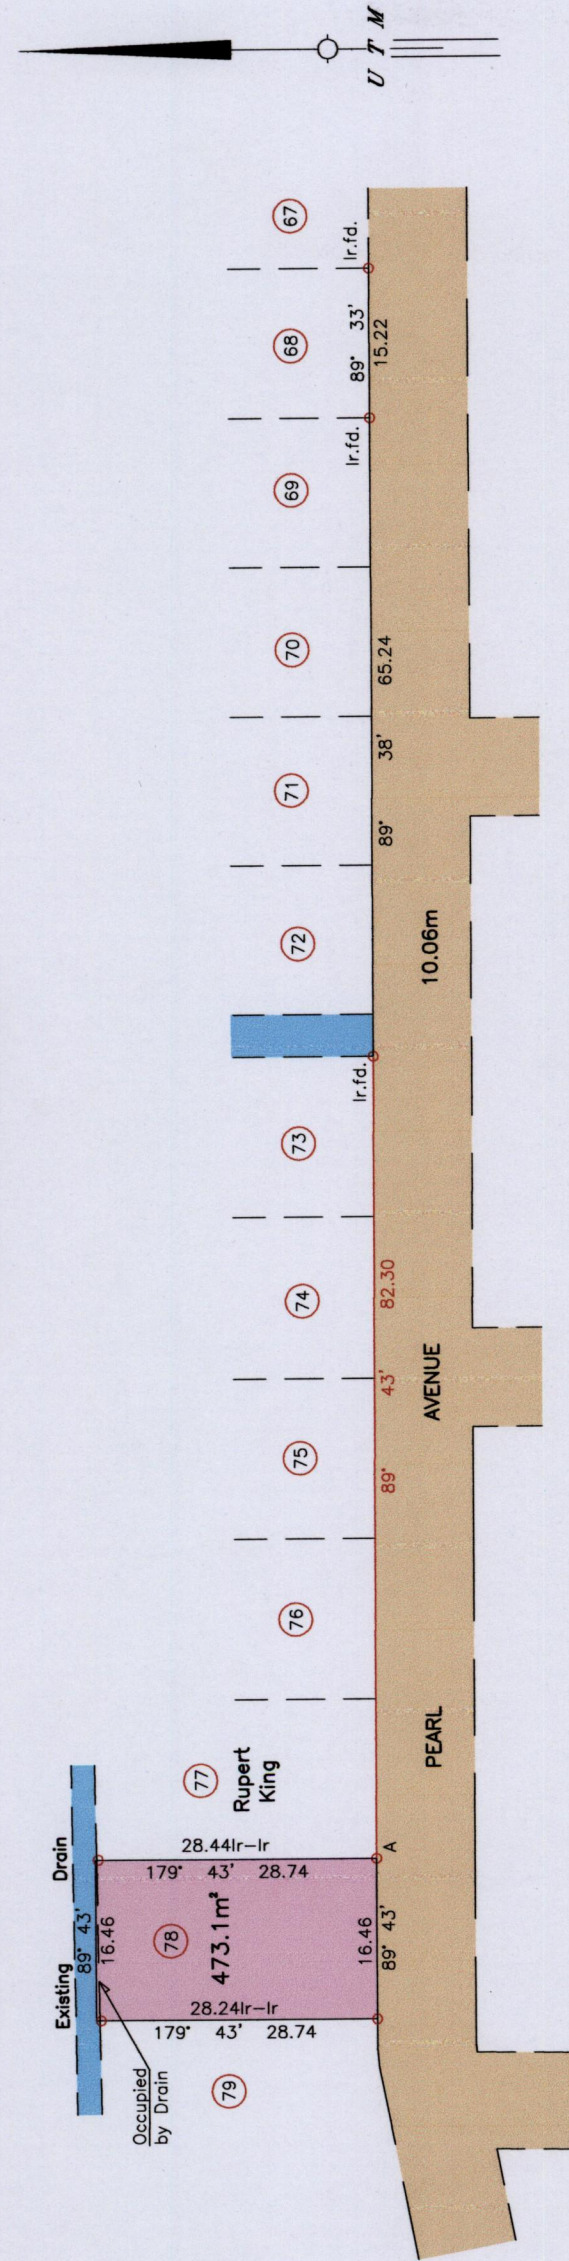 U T M
67
Ir.fd.
68
89° 33'
15.22
Ir.fd.
69
70
65.24
71
89° 38'
72
10.06m
Ir.fd.
73
74
82.30
89° 43'
AVENUE
75
76
PEARL
77
Rupert
King
A
28.44Ir-Ir
179° 43' 28.74
Existing Drain
89° 43'
16.46
78
473.1m²
16.46
89° 43'
28.24Ir-Ir
179° 43' 28.74
79
Occupied
by Drain